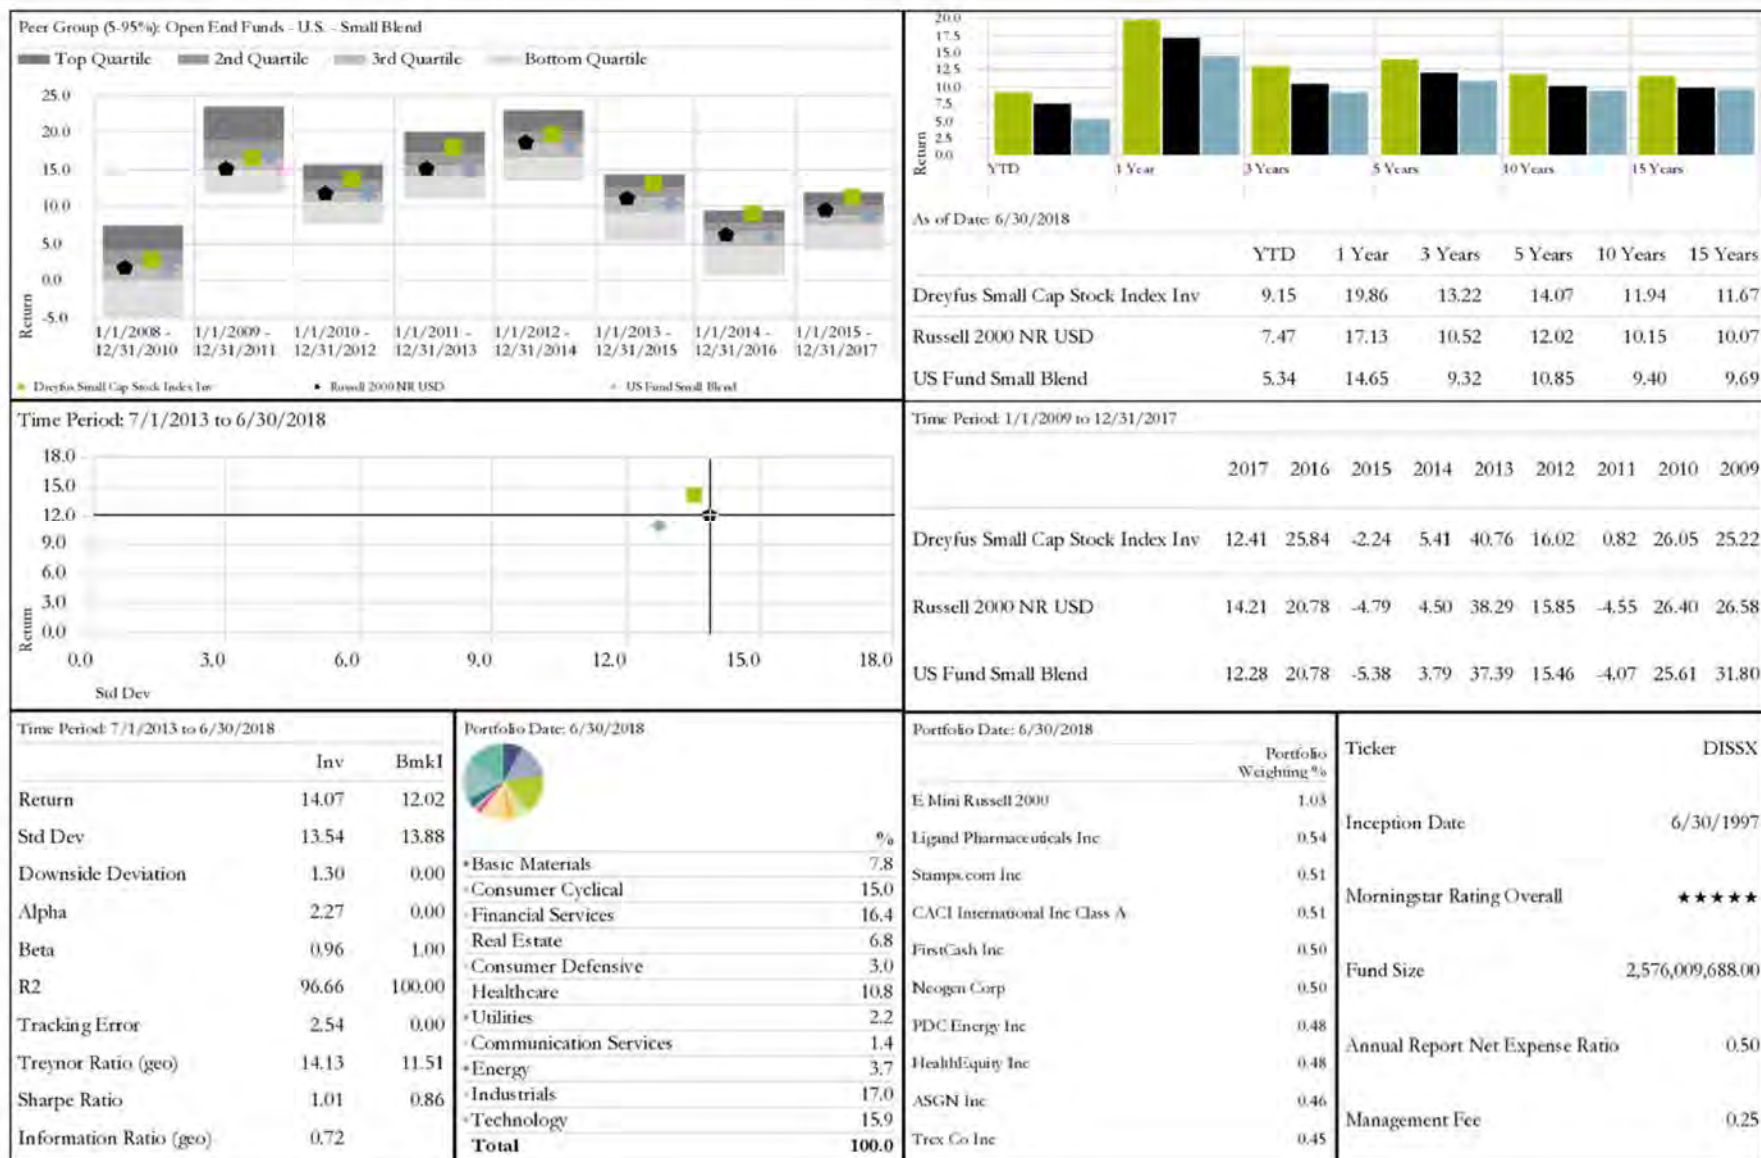 Peer Group (5-95%): Open End Funds - U.S. - Small Blend
Top Quartile 2nd Quartile 3rd Quartile Bottom Quartile
25.0
20.0
15.0
10.0
5.0
0.0
-5.0
Return
1/1/2008 - 1/1/2009 - 1/1/2010 - 1/1/2011 - 1/1/2012 - 1/1/2013 - 1/1/2014 - 1/1/2015 -
12/31/2010 12/31/2011 12/31/2012 12/31/2013 12/31/2014 12/31/2015 12/31/2016 12/31/2017
Dreyfus Small Cap Stock Index Inv Russell 2000 NR USD US Fund Small Blend
20.0
17.5
15.0
12.5
10.0
7.5
5.0
2.5
0.0
Return
YTD 1 Year 3 Years 5 Years 10 Years 15 Years
As of Date: 6/30/2018
YTD 1 Year 3 Years 5 Years 10 Years 15 Years
Dreyfus Small Cap Stock Index Inv 9.15 19.86 13.22 14.07 11.94 11.67
Russell 2000 NR USD 7.47 17.13 10.52 12.02 10.15 10.07
US Fund Small Blend 5.34 14.65 9.32 10.85 9.40 9.69
Time Period: 7/1/2013 to 6/30/2018
18.0
15.0
12.0
9.0
6.0
3.0
0.0
Return
0.0 3.0 6.0 9.0 12.0 15.0 18.0
Std Dev
Time Period: 1/1/2009 to 12/31/2017
2017 2016 2015 2014 2013 2012 2011 2010 2009
Dreyfus Small Cap Stock Index Inv 12.41 25.84 -2.24 5.41 40.76 16.02 0.82 26.05 25.22
Russell 2000 NR USD 14.21 20.78 -4.79 4.50 38.29 15.85 -4.55 26.40 26.58
US Fund Small Blend 12.28 20.78 -5.38 3.79 37.39 15.46 -4.07 25.61 31.80
Time Period: 7/1/2013 to 6/30/2018
Inv Bmk1
Return 14.07 12.02
Std Dev 13.54 13.88
Downside Deviation 1.30 0.00
Alpha 2.27 0.00
Beta 0.96 1.00
R2 96.66 100.00
Tracking Error 2.54 0.00
Treynor Ratio (geo) 14.13 11.51
Sharpe Ratio 1.01 0.86
Information Ratio (geo) 0.72
Portfolio Date: 6/30/2018
%
Basic Materials 7.8
Consumer Cyclical 15.0
Financial Services 16.4
Real Estate 6.8
Consumer Defensive 3.0
Healthcare 10.8
Utilities 2.2
Communication Services 1.4
Energy 3.7
Industrials 17.0
Technology 15.9
Total 100.0
Portfolio Date: 6/30/2018
Portfolio
Weighting %
E Mini Russell 2000 1.03
Ligand Pharmaceuticals Inc 0.54
Stamps.com Inc 0.51
CACI International Inc Class A 0.51
FirstCash Inc 0.50
Neogen Corp 0.50
PDC Energy Inc 0.48
HealthEquity Inc 0.48
ASGN Inc 0.46
Trex Co Inc 0.45
Ticker DISSX
Inception Date 6/30/1997
Morningstar Rating Overall ★★★★★
Fund Size 2,576,009,688.00
Annual Report Net Expense Ratio 0.50
Management Fee 0.25